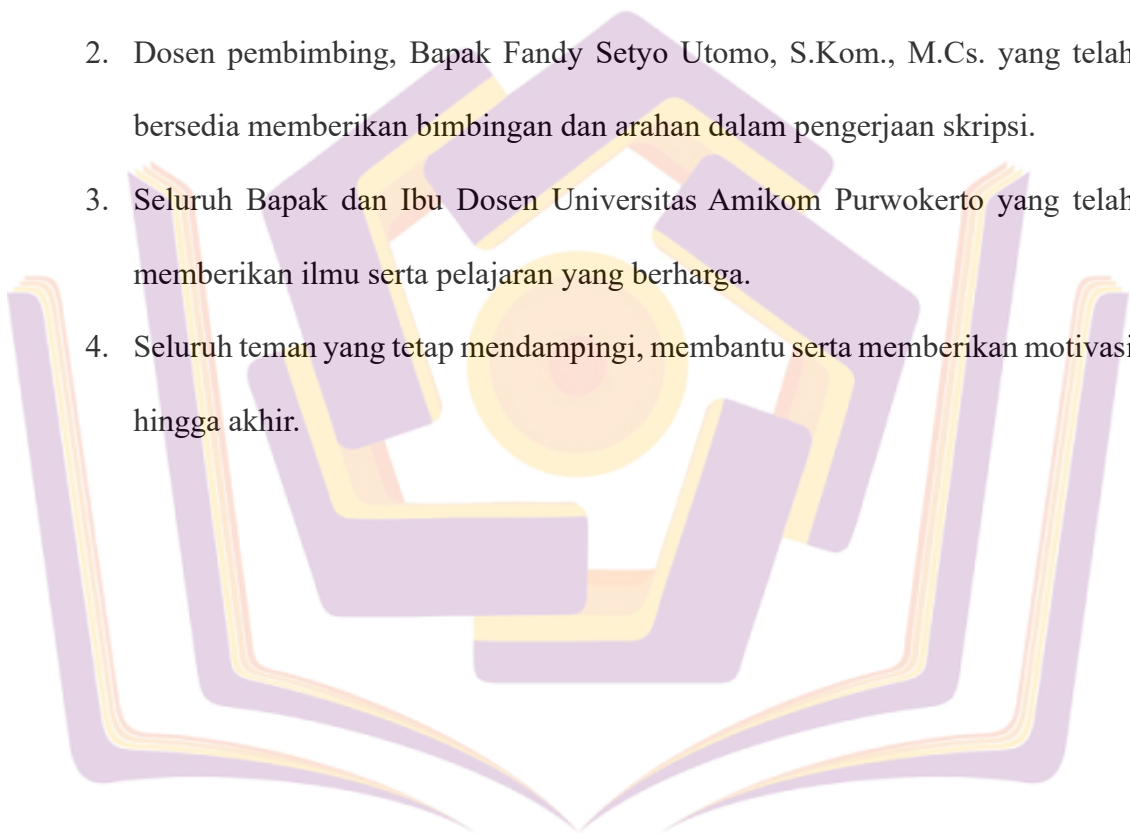 2. Dosen pembimbing, Bapak Fandy Setyo Utomo, S.Kom., M.Cs. yang telah
bersedia memberikan bimbingan dan arahan dalam pengerjaan skripsi.
3. Seluruh Bapak dan Ibu Dosen Universitas Amikom Purwokerto yang telah
memberikan ilmu serta pelajaran yang berharga.
4. Seluruh teman yang tetap mendampingi, membantu serta memberikan motivasi
hingga akhir.